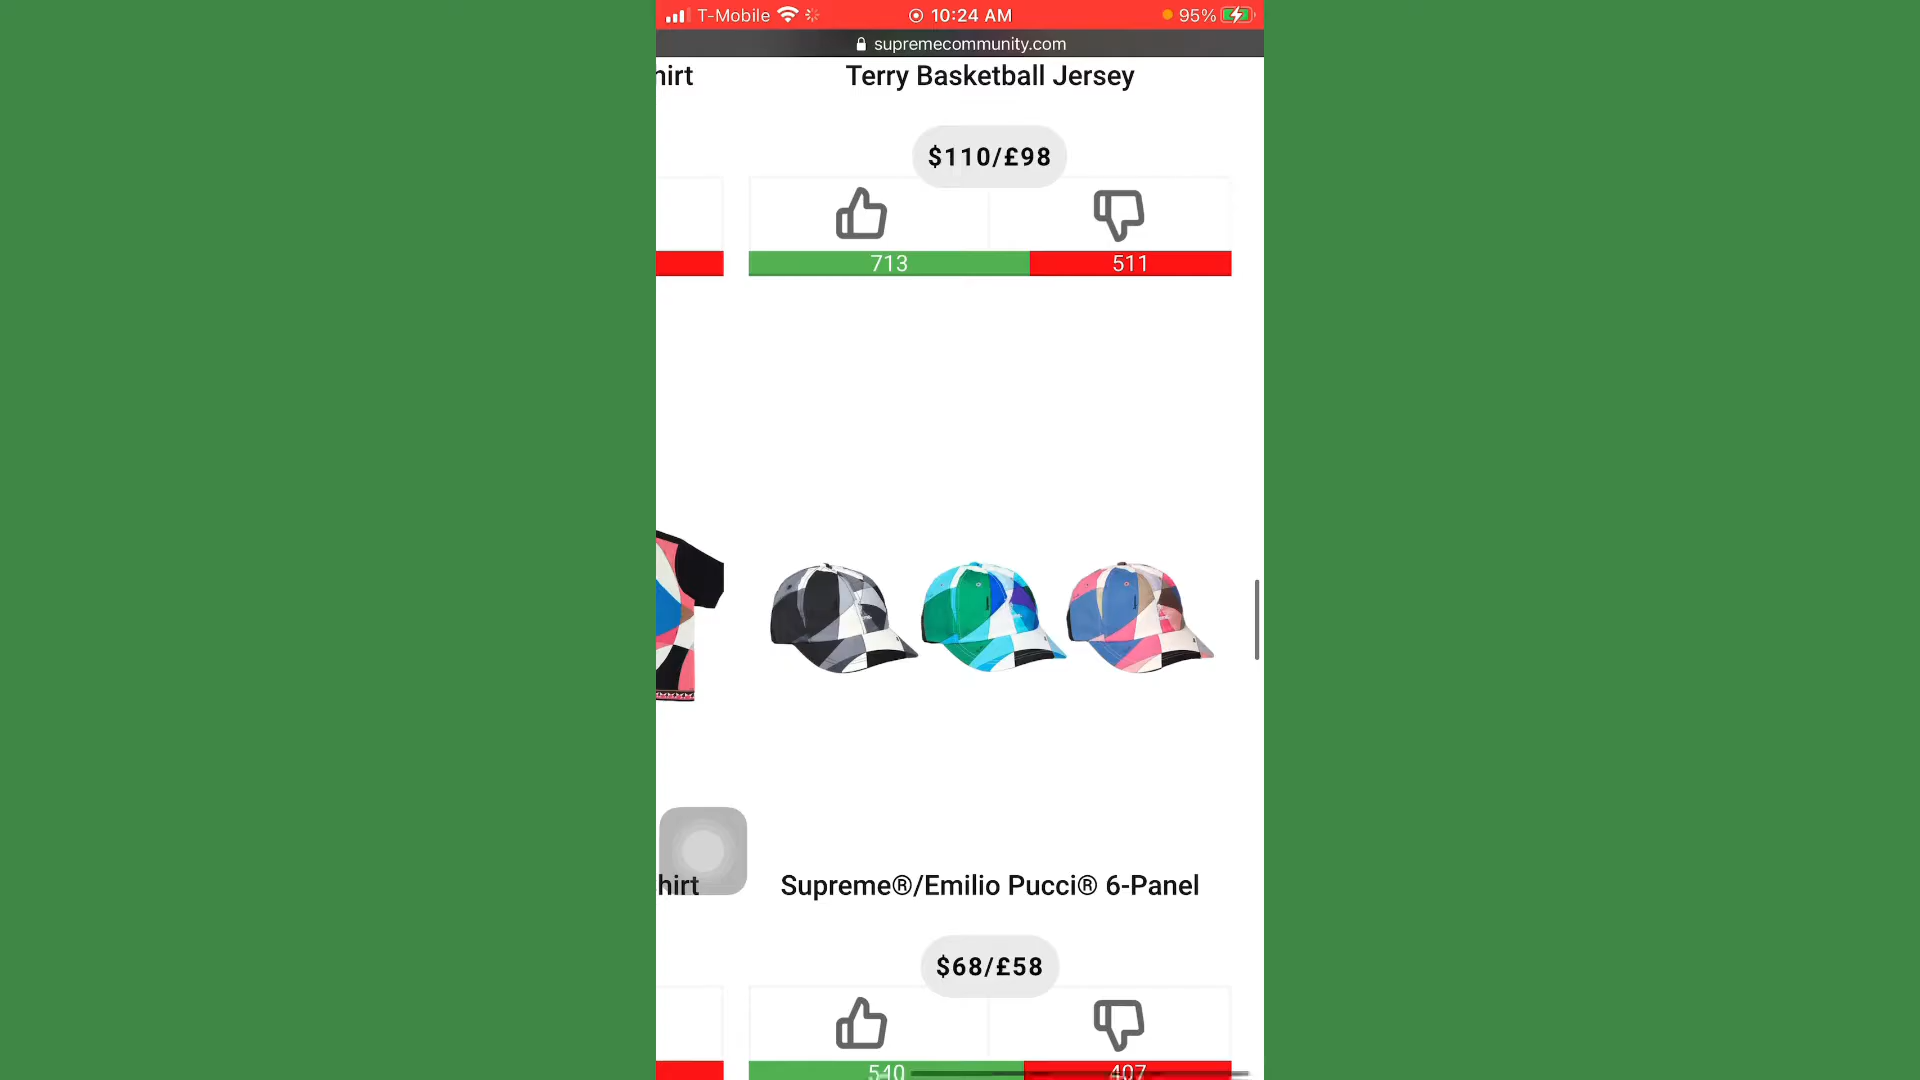 T-Mobile 10:24 AM 95%
supremecommunity.com
hirt Terry Basketball Jersey
$110/£98
713 511
hirt Supreme®/Emilio Pucci® 6-Panel
$68/£58
540 407